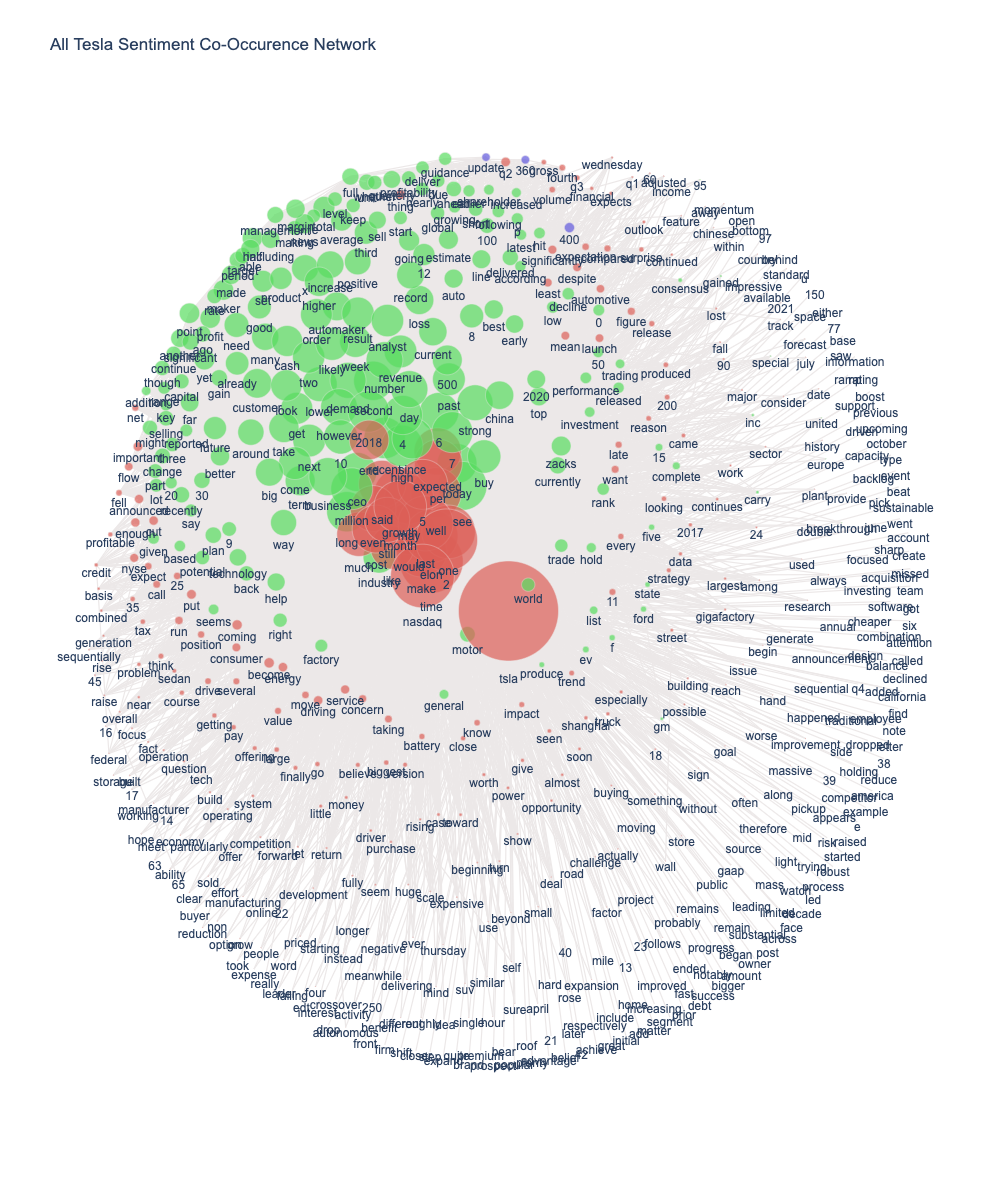 All Tesla Sentiment Co-Occurence Network
wednesday
update
360
gross
guidance
q2
fourth
60
deliver
q3
q1
adjusted
95
full
profitability
financial
income
due
nearly
shareholder
volume
expects
thing
increased
momentum
level
keep
growing
following
feature
away
open
margin
total
start
global
outlook
chinese
bottom
management
news
average
sell
100
latest
hit
400
within
97
making
third
going
estimate
significantly
expectation
compared
surprise
continued
country
behind
including
able
period
12
line
delivered
according
despite
consensus
gained
impressive
standard
positive
increase
x
made
product
set
higher
record
auto
least
automotive
available
150
maker
rate
decline
lost
2021
either
space
point
good
automaker
loss
best
low
0
figure
release
track
77
profit
need
order
result
analyst
8
early
mean
launch
fall
forecast
base
ago
significant
many
cash
likely
week
current
50
90
special
july
saw
information
continue
though
yet
already
two
revenue
number
500
trading
produced
ramp
rating
capital
gain
performance
major
date
boost
addition
range
customer
look
lower
demand
second
day
past
2020
released
200
consider
support
net
key
far
top
reason
inc
previous
selling
china
investment
united
driven
upcoming
might
reported
future
get
however
2018
4
6
strong
late
came
sector
history
october
important
three
around
take
recent
since
zacks
want
15
europe
capacity
type
change
better
next
10
end
high
7
currently
complete
work
event
flow
part
big
come
expected
buy
rank
backlog
beat
fell
lot
20
30
term
business
ceo
per
today
looking
continues
carry
plant
provide
pick
sustainable
announced
recently
million
said
5
see
say
five
2017
24
double
breakthrough
june
went
account
enough
way
long
even
growth
may
well
every
profitable
plan
9
month
trade
hold
data
used
focused
sharp
create
given
based
still
missed
nyse
potential
technology
much
cost
would
last
one
strategy
largest
among
always
acquisition
credit
expect
back
industry
like
elon
2
state
investing
team
basis
call
25
make
world
11
gigafactory
research
software
got
35
put
help
time
list
ford
annual
cheaper
six
combined
seems
nasdaq
street
generate
combination
attention
tax
run
coming
right
motor
f
begin
generation
position
announcement
design
called
sequentially
think
consumer
factory
ev
issue
balance
rise
problem
sedan
become
energy
tsla
produce
trend
building
reach
declined
45
drive
several
sequential
q4
added
california
raise
near
course
move
driving
service
concern
general
impact
especially
possible
hand
find
overall
getting
value
taking
shanghai
truck
gm
happened
traditional
employee
note
16
focus
pay
know
seen
worse
fact
battery
close
improvement
dropped
side
federal
operation
offering
large
soon
18
goal
38
question
finally
go
believe
biggest
version
give
almost
sign
massive
holding
storage
built
tech
worth
39
reduce
17
build
system
money
power
buying
something
without
often
along
competitor
america
manufacturer
operating
little
opportunity
pickup
appears
example
working
14
rising
case
toward
moving
therefore
e
hope
economy
competition
driver
show
store
source
mid
risk
raised
meet
particularly
offer
forward
let
return
purchase
actually
started
63
beginning
turn
challenge
wall
light
trying
ability
road
gaap
robust
65
sold
fully
seem
huge
deal
public
mass
watch
process
clear
effort
development
scale
project
led
manufacturing
expensive
small
factor
remains
leading
limited
decade
buyer
online
22
beyond
probably
remain
face
non
use
substantial
reduction
longer
across
option
grow
priced
starting
negative
ever
thursday
23
follows
progress
began
post
people
instead
40
mile
owner
took
word
self
13
ended
notably
amount
expense
meanwhile
similar
hard
expansion
improved
bigger
really
delivering
mind
suv
fast
success
leader
falling
four
rose
home
debt
crossover
250
sure
april
increasing
prior
interest
activity
include
segment
drop
benefit
different
roughly
idea
single
hour
respectively
add
matter
autonomous
later
initial
front
roof
21
great
firm
shift
bear
achieve
closer
step
quite
premium
belief
42
expand
advantage
brand
prospect
popular